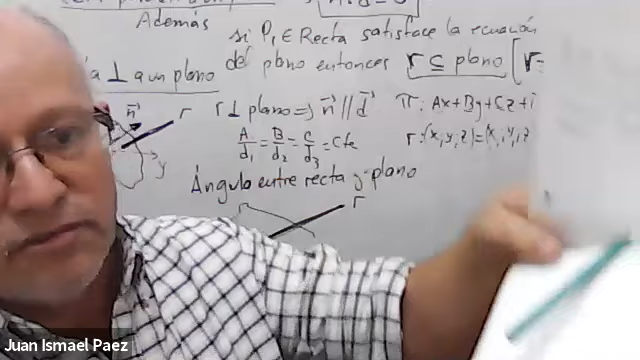 Además
si P₁ ∈ Recta satisface la ecuación
del plano entonces r ⊆ plano [r=
⊥ a un plano
n⃗ r r ⊥ plano ⇒ n⃗ // d⃗ π: Ax+By+Cz+
A/d₁ = B/d₂ = C/d₃ = cte r:(x,y,z)=(
y
Ángulo entre recta y plano
r
Juan Ismael Paez